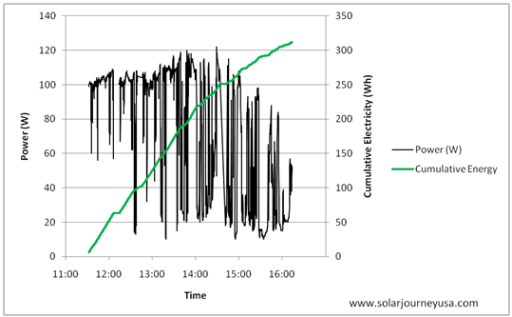 140
120
100
80
60
40
20
0
350
300
250
200
150
100
50
0
11:00 12:00 13:00 14:00 15:00 16:00
Power (W)
Cumulative Electricity (Wh)
Time
Power (W)
Cumulative Energy
www.solarjourneyusa.com